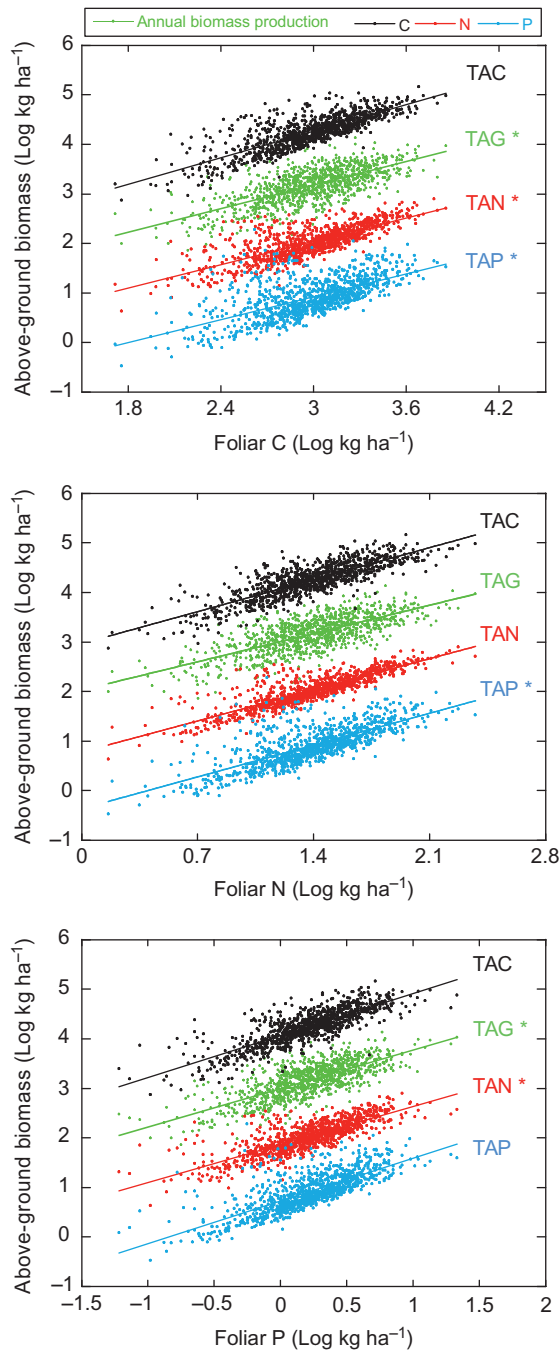 Annual biomass production C N P
6
5
4
3
2
1
0
−1
Above-ground biomass (Log kg ha⁻¹)
TAC
TAG *
TAN *
TAP *
1.8 2.4 3 3.6 4.2
Foliar C (Log kg ha⁻¹)
6
5
4
3
2
1
0
−1
Above-ground biomass (Log kg ha⁻¹)
TAC
TAG
TAN
TAP *
0 0.7 1.4 2.1 2.8
Foliar N (Log kg ha⁻¹)
6
5
4
3
2
1
0
−1
Above-ground biomass (Log kg ha⁻¹)
TAC
TAG *
TAN *
TAP
−1.5 −1 −0.5 0 0.5 1 1.5 2
Foliar P (Log kg ha⁻¹)